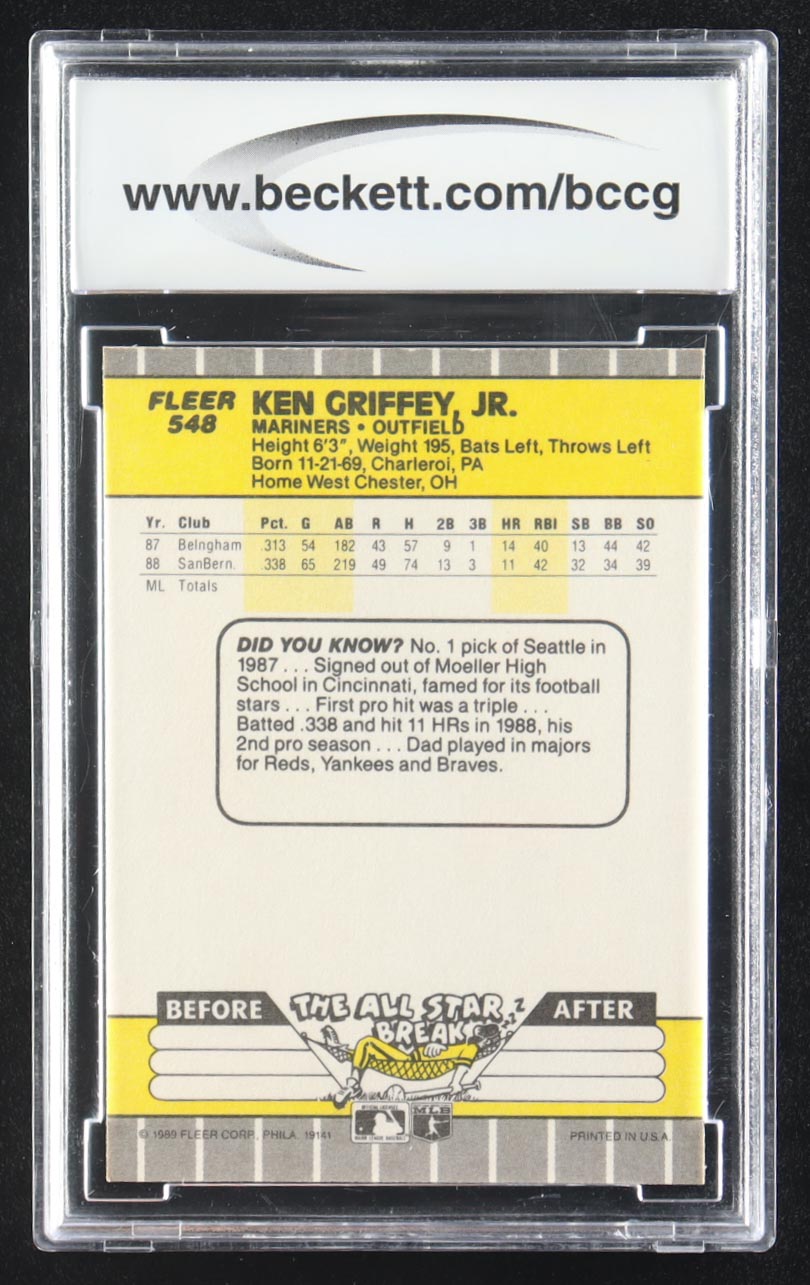 www.beckett.com/bccg
FLEER
548
KEN GRIFFEY, JR.
MARINERS • OUTFIELD
Height 6'3", Weight 195, Bats Left, Throws Left
Born 11-21-69, Charleroi, PA
Home West Chester, OH
Yr. Club Pct. G AB R H 2B 3B HR RBI SB BB SO
87 Belngham .313 54 182 43 57 9 1 14 40 13 44 42
88 SanBern. .338 65 219 49 74 13 3 11 42 32 34 39
ML Totals
DID YOU KNOW? No. 1 pick of Seattle in
1987 . . . Signed out of Moeller High
School in Cincinnati, famed for its football
stars . . . First pro hit was a triple . . .
Batted .338 and hit 11 HRs in 1988, his
2nd pro season . . . Dad played in majors
for Reds, Yankees and Braves.
BEFORE THE ALL STAR BREAK AFTER
zzZZ
© 1989 FLEER CORP., PHILA. 19141
MLB
PRINTED IN U.S.A.